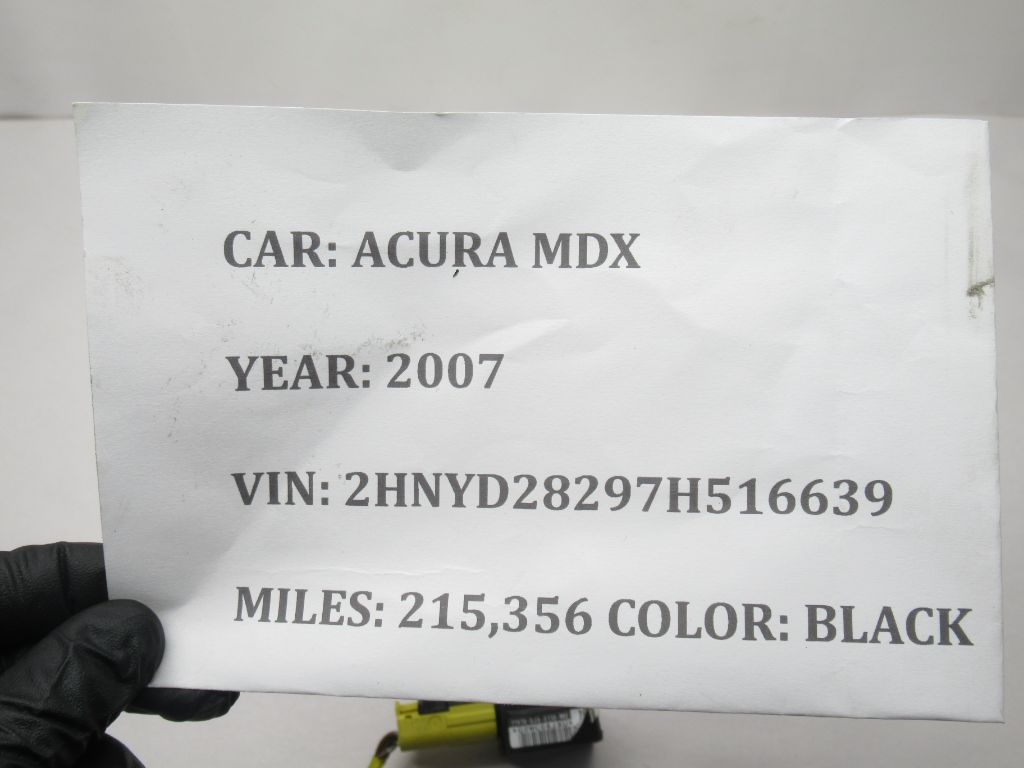 CAR: ACURA MDX
YEAR: 2007
VIN: 2HNYD28297H516639
MILES: 215,356 COLOR: BLACK